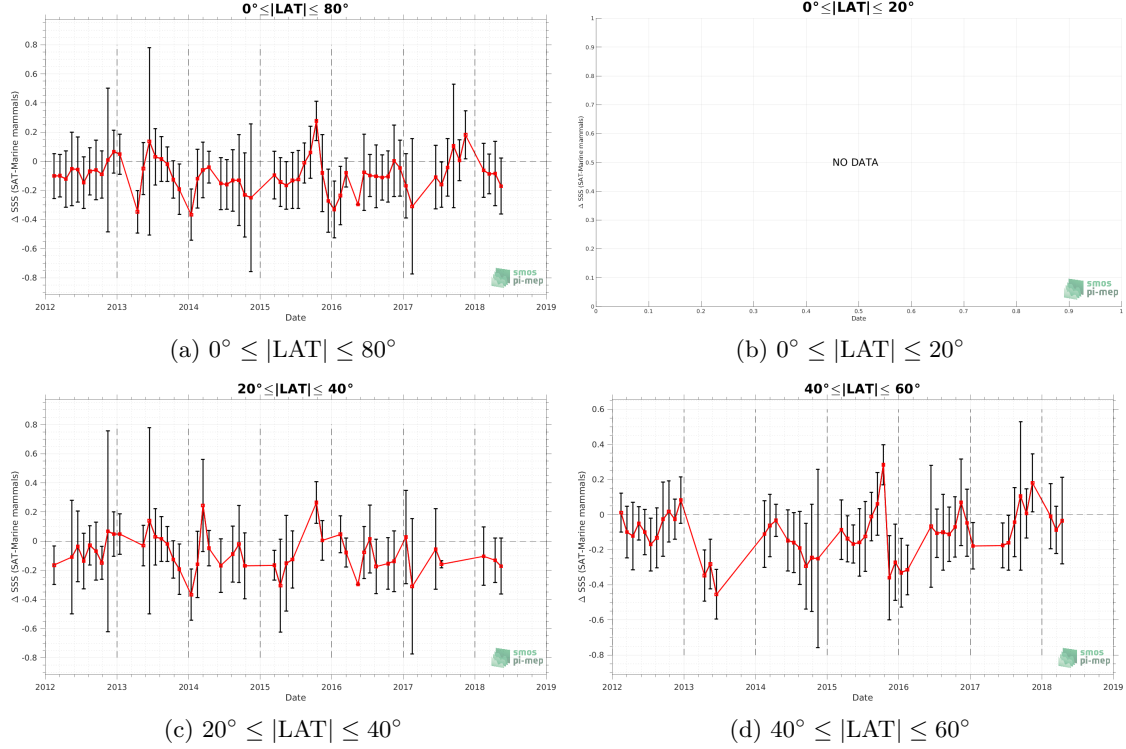 0°≤|LAT|≤ 80°
Δ SSS (SAT-Marine mammals)
0.8
0.6
0.4
0.2
0
-0.2
-0.4
-0.6
-0.8
2012 2013 2014 2015 2016 2017 2018 2019
Date
smos
pi-mep
(a) 0° ≤ |LAT| ≤ 80°
0°≤|LAT|≤ 20°
Δ SSS (SAT-Marine mammals)
1
0.9
0.8
0.7
0.6
0.5
0.4
0.3
0.2
0.1
0
NO DATA
0 0.1 0.2 0.3 0.4 0.5 0.6 0.7 0.8 0.9 1
Date
smos
pi-mep
(b) 0° ≤ |LAT| ≤ 20°
20°≤|LAT|≤ 40°
Δ SSS (SAT-Marine mammals)
0.8
0.6
0.4
0.2
0
-0.2
-0.4
-0.6
-0.8
2012 2013 2014 2015 2016 2017 2018 2019
Date
smos
pi-mep
(c) 20° ≤ |LAT| ≤ 40°
40°≤|LAT|≤ 60°
Δ SSS (SAT-Marine mammals)
0.6
0.4
0.2
0
-0.2
-0.4
-0.6
-0.8
2012 2013 2014 2015 2016 2017 2018 2019
Date
smos
pi-mep
(d) 40° ≤ |LAT| ≤ 60°